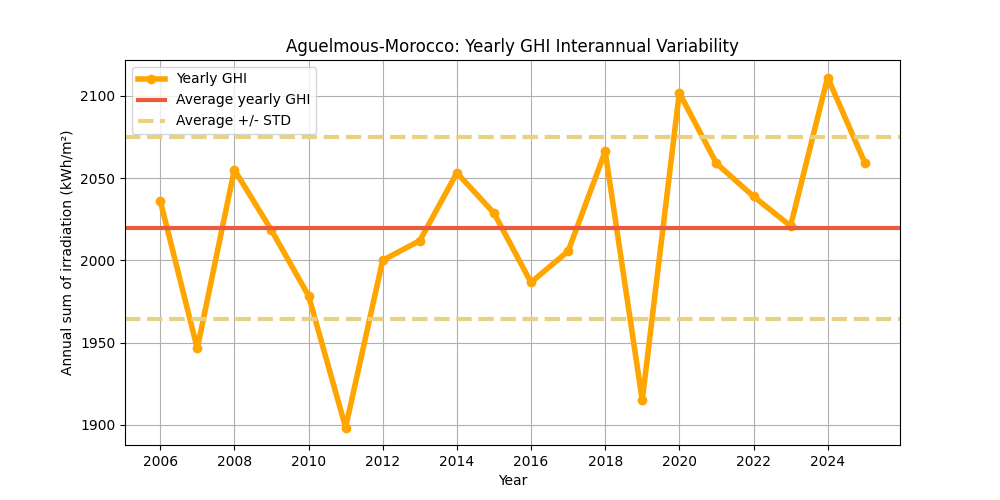 Aguelmous-Morocco: Yearly GHI Interannual Variability
Yearly GHI
Average yearly GHI
Average +/- STD
Annual sum of irradiation (kWh/m²)
2100
2050
2000
1950
1900
2006 2008 2010 2012 2014 2016 2018 2020 2022 2024
Year